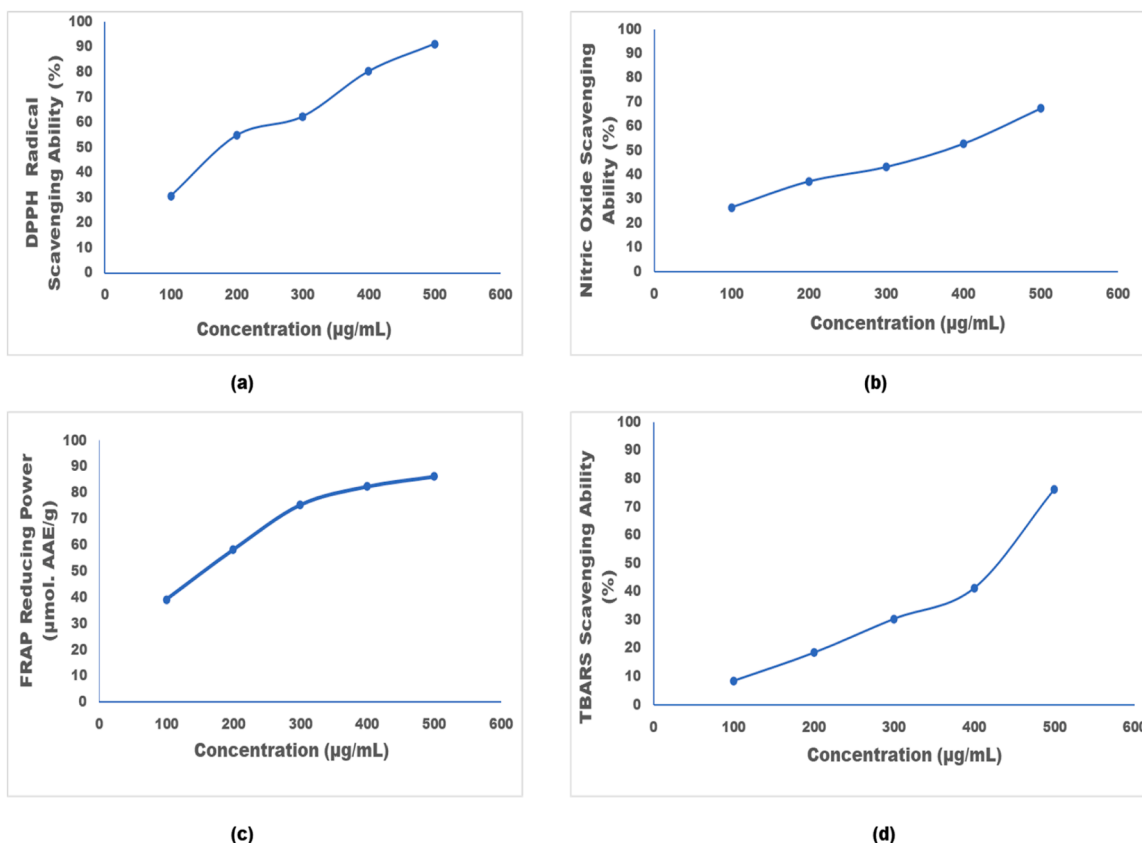 DPPH Radical
Scavenging Ability (%)
100
90
80
70
60
50
40
30
20
10
0
0 100 200 300 400 500 600
Concentration (µg/mL)
(a)
Nitric Oxide Scavenging
Ability (%)
100
90
80
70
60
50
40
30
20
10
0
0 100 200 300 400 500 600
Concentration (µg/mL)
(b)
FRAP Reducing Power
(µmol. AAE/g)
100
90
80
70
60
50
40
30
20
10
0
0 100 200 300 400 500 600
Concentration (µg/mL)
(c)
TBARS Scavenging Ability
(%)
100
90
80
70
60
50
40
30
20
10
0
0 100 200 300 400 500 600
Concentration (µg/mL)
(d)